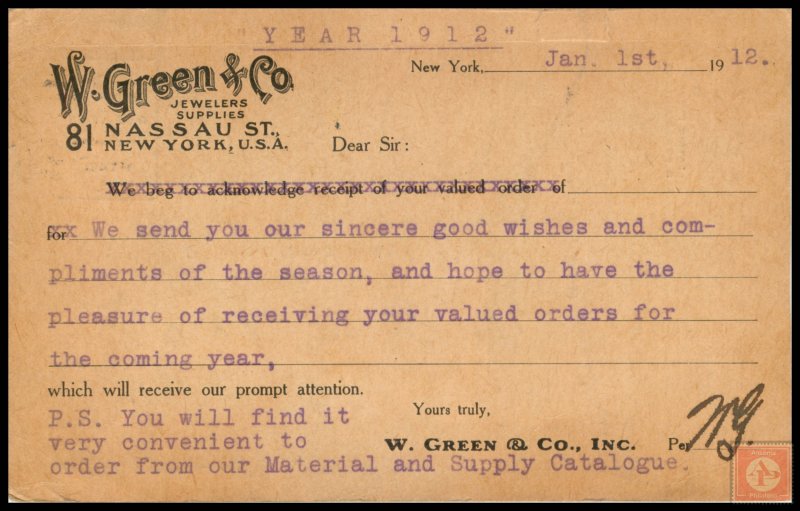 "YEAR 1912"
W. Green & Co.
JEWELERS
SUPPLIES
81 NASSAU ST.,
NEW YORK, U.S.A.
New York, Jan. 1st, 1912.
Dear Sir:
We beg to acknowledge receipt of your valued order of
for We send you our sincere good wishes and com-
pliments of the season, and hope to have the
pleasure of receiving your valued orders for
the coming year,
which will receive our prompt attention.
Yours truly,
W. GREEN & CO., INC. Per WG.
P.S. You will find it
very convenient to
order from our Material and Supply Catalogue.